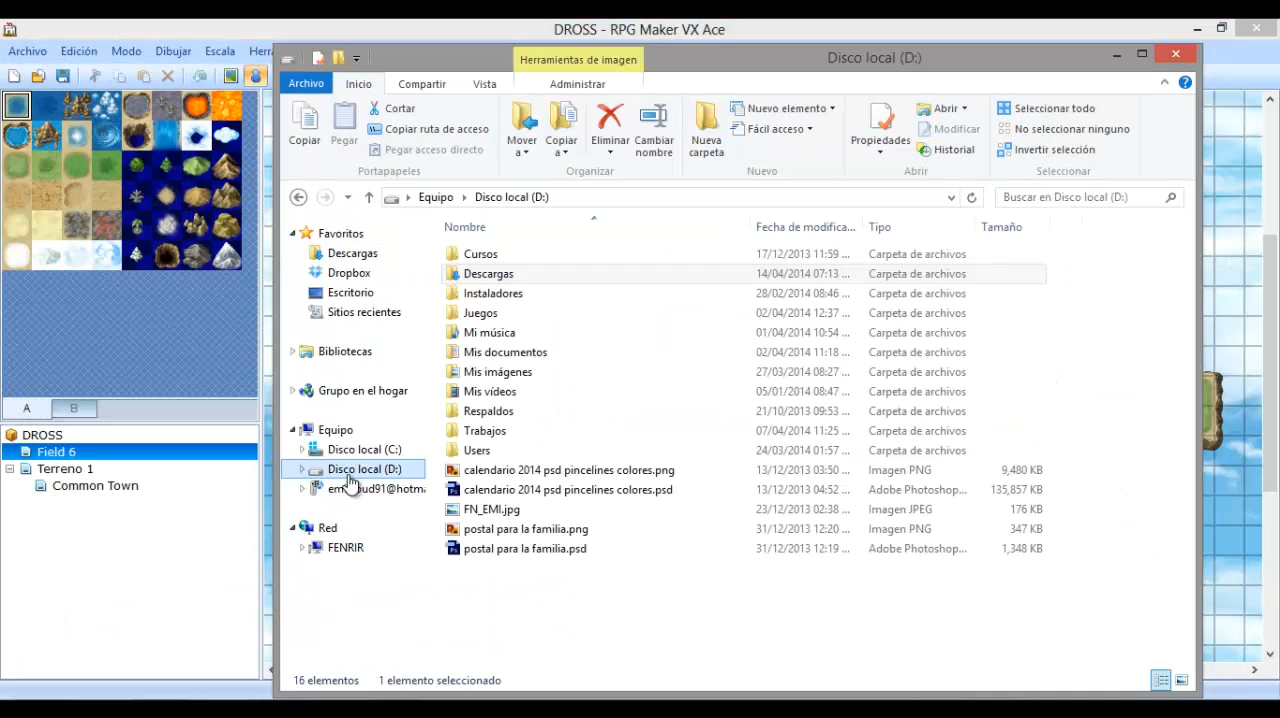 DROSS - RPG Maker VX Ace
Archivo Edición Modo Dibujar Escala Herra
Herramientas de imagen
Disco local (D:)
Archivo Inicio Compartir Vista Administrar
Copiar
Pegar
Cortar
Copiar ruta de acceso
Pegar acceso directo
Portapapeles
Mover a
Copiar a
Eliminar
Cambiar nombre
Organizar
Nueva carpeta
Nuevo elemento
Fácil acceso
Nuevo
Propiedades
Abrir
Modificar
Historial
Abrir
Seleccionar todo
No seleccionar ninguno
Invertir selección
Seleccionar
Equipo Disco local (D:)
Buscar en Disco local (D:)
Favoritos
Descargas
Dropbox
Escritorio
Sitios recientes
Bibliotecas
Grupo en el hogar
Equipo
Disco local (C:)
Disco local (D:)
Red
FENRIR
Nombre Fecha de modifica... Tipo Tamaño
Cursos 17/12/2013 11:59 ... Carpeta de archivos
Descargas 14/04/2014 07:13 ... Carpeta de archivos
Instaladores 28/02/2014 08:46 ... Carpeta de archivos
Juegos 02/04/2014 12:37 ... Carpeta de archivos
Mi música 01/04/2014 10:54 ... Carpeta de archivos
Mis documentos 02/04/2014 11:18 ... Carpeta de archivos
Mis imágenes 27/03/2014 08:27 ... Carpeta de archivos
Mis vídeos 05/01/2014 08:47 ... Carpeta de archivos
Respaldos 21/10/2013 09:53 ... Carpeta de archivos
Trabajos 07/04/2014 11:25 ... Carpeta de archivos
Users 24/03/2014 01:57 ... Carpeta de archivos
calendario 2014 psd pincelines colores.png 13/12/2013 03:50 ... Imagen PNG 9,480 KB
calendario 2014 psd pincelines colores.psd 13/12/2013 04:52 ... Adobe Photoshop... 135,857 KB
FN_EMI.jpg 23/12/2013 02:38 ... Imagen JPEG 176 KB
postal para la familia.png 31/12/2013 12:20 ... Imagen PNG 347 KB
postal para la familia.psd 31/12/2013 12:19 ... Adobe Photoshop... 1,348 KB
16 elementos 1 elemento seleccionado
A B
DROSS
Field 6
Terreno 1
Common Town